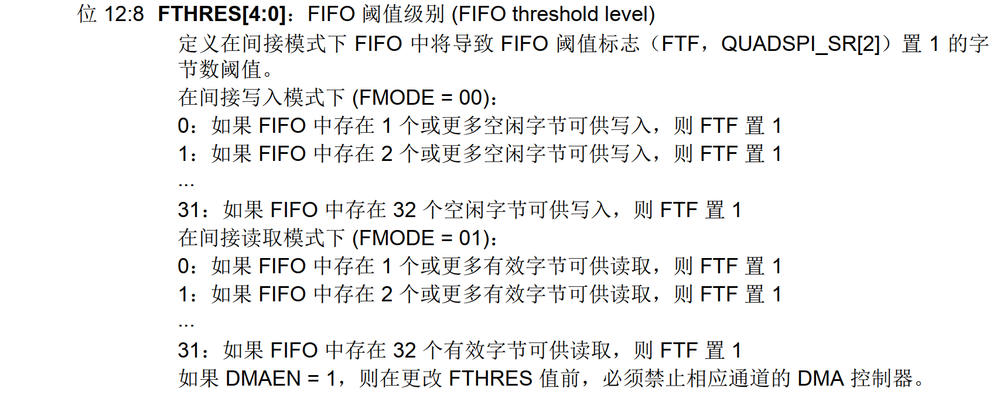 位 12:8 FTHRES[4:0]：FIFO 阈值级别 (FIFO threshold level)
定义在间接模式下 FIFO 中将导致 FIFO 阈值标志（FTF，QUADSPI_SR[2]）置 1 的字
节数阈值。
在间接写入模式下 (FMODE = 00)：
0：如果 FIFO 中存在 1 个或更多空闲字节可供写入，则 FTF 置 1
1：如果 FIFO 中存在 2 个或更多空闲字节可供写入，则 FTF 置 1
...
31：如果 FIFO 中存在 32 个空闲字节可供写入，则 FTF 置 1
在间接读取模式下 (FMODE = 01)：
0：如果 FIFO 中存在 1 个或更多有效字节可供读取，则 FTF 置 1
1：如果 FIFO 中存在 2 个或更多有效字节可供读取，则 FTF 置 1
...
31：如果 FIFO 中存在 32 个有效字节可供读取，则 FTF 置 1
如果 DMAEN = 1，则在更改 FTHRES 值前，必须禁止相应通道的 DMA 控制器。